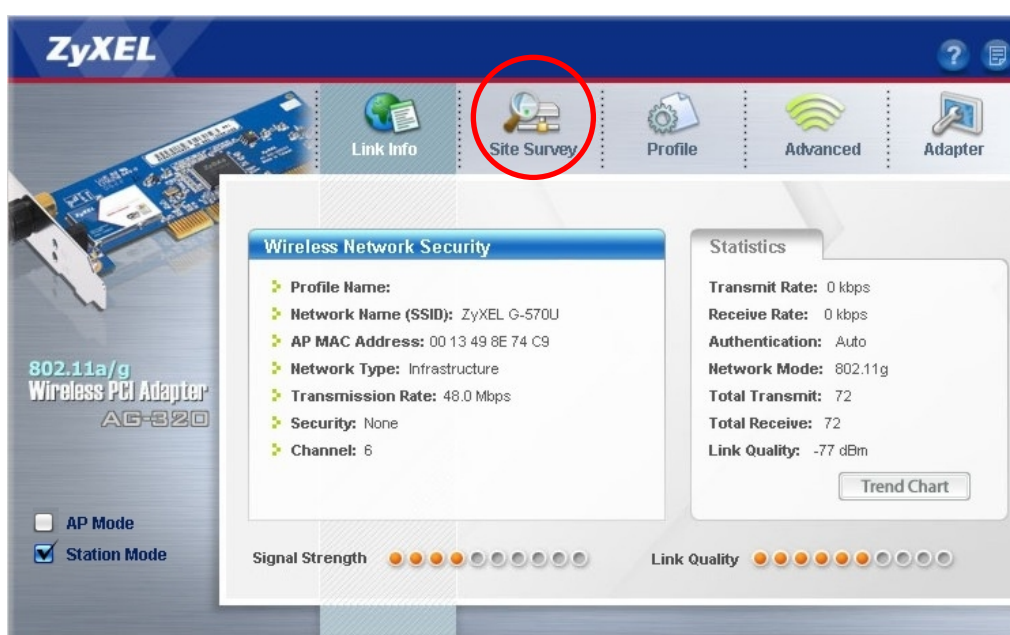 ZyXEL
?
Link Info
Site Survey
Profile
Advanced
Adapter
Wireless Network Security
Profile Name:
Network Name (SSID): ZyXEL G-570U
AP MAC Address: 00 13 49 8E 74 C9
Network Type: Infrastructure
Transmission Rate: 48.0 Mbps
Security: None
Channel: 6
Statistics
Transmit Rate: 0 kbps
Receive Rate: 0 kbps
Authentication: Auto
Network Mode: 802.11g
Total Transmit: 72
Total Receive: 72
Link Quality: -77 dBm
Trend Chart
802.11a/g
Wireless PCI Adapter
AG-320
AP Mode
Station Mode
Signal Strength
Link Quality